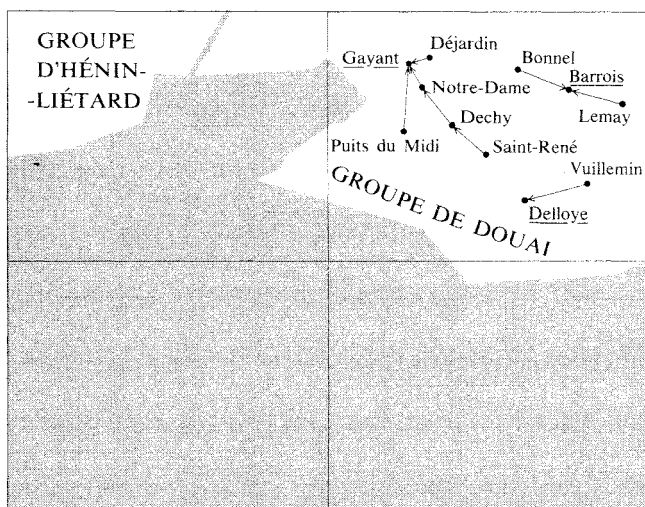 GROUPE
D'HÉNIN-
-LIÉTARD
Déjardin
Gayant
Bonnel
Barrois
Notre-Dame
Lemay
Dechy
Puits du Midi
Saint-René
Vuillemin
Delloye
GROUPE DE DOUAI